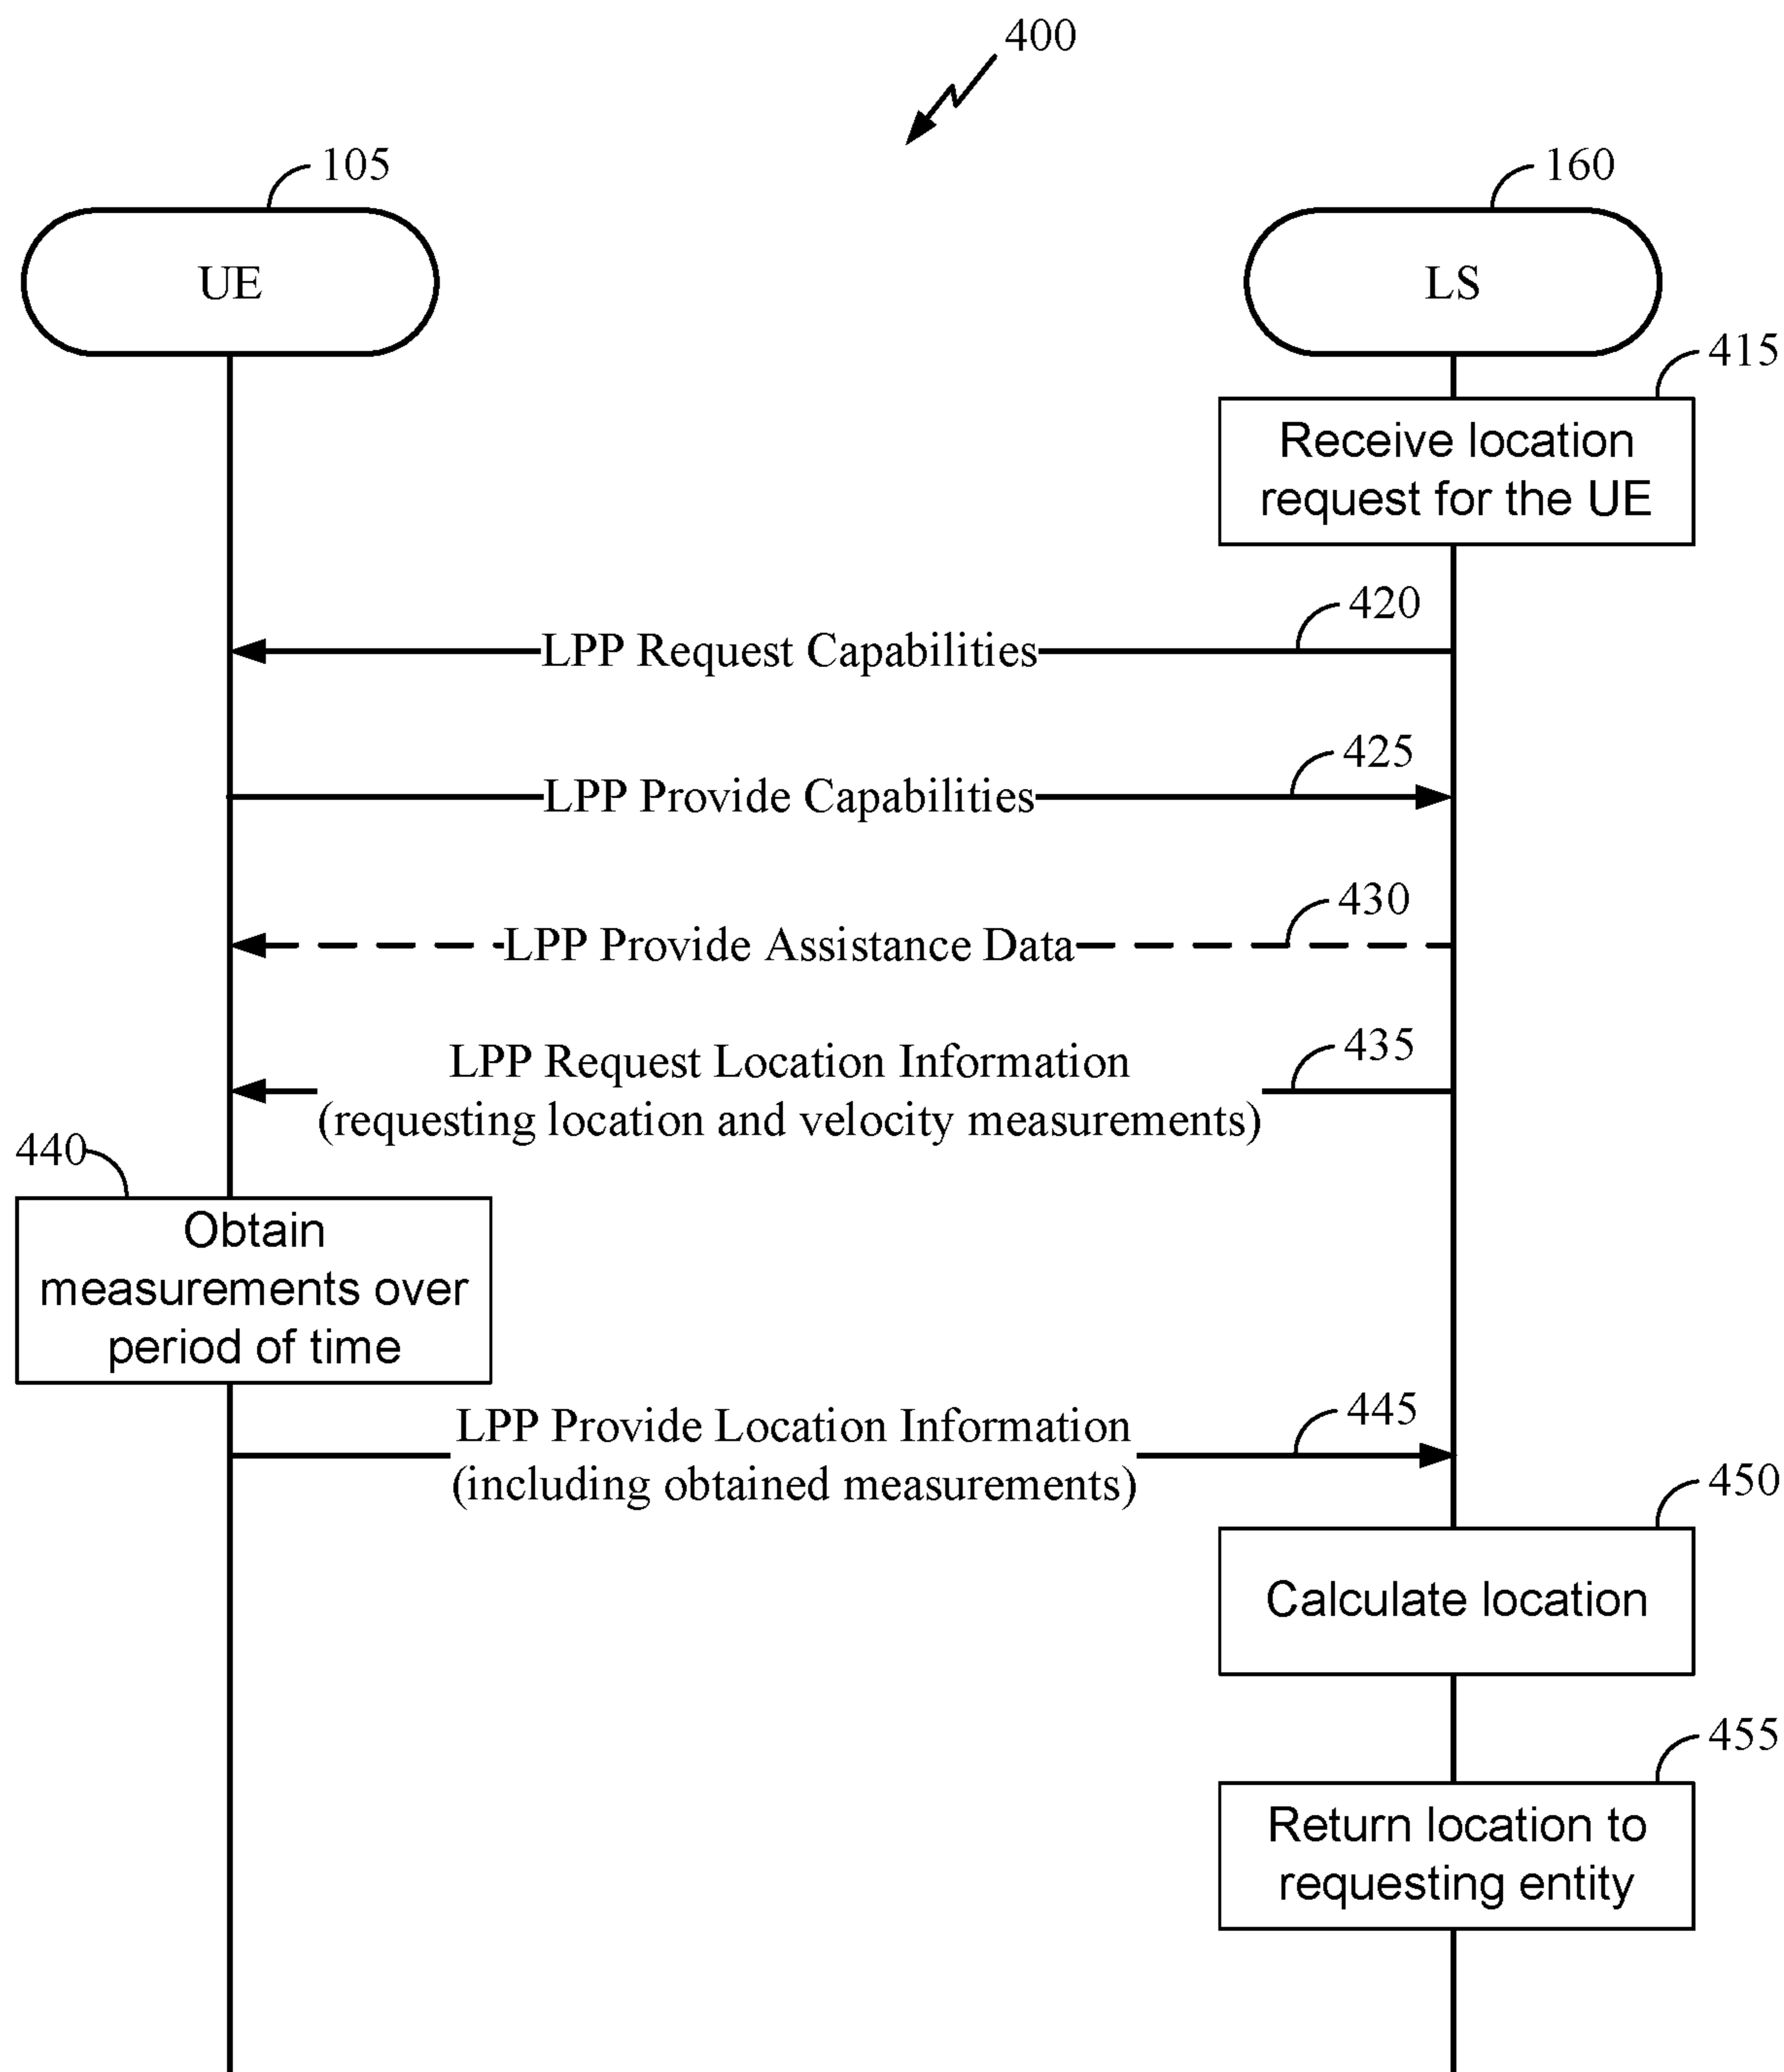 400
105
160
UE
LS
415
Receive location
request for the UE
420
LPP Request Capabilities
425
LPP Provide Capabilities
430
LPP Provide Assistance Data
435
LPP Request Location Information
(requesting location and velocity measurements)
440
Obtain
measurements over
period of time
445
LPP Provide Location Information
(including obtained measurements)
450
Calculate location
455
Return location to
requesting entity